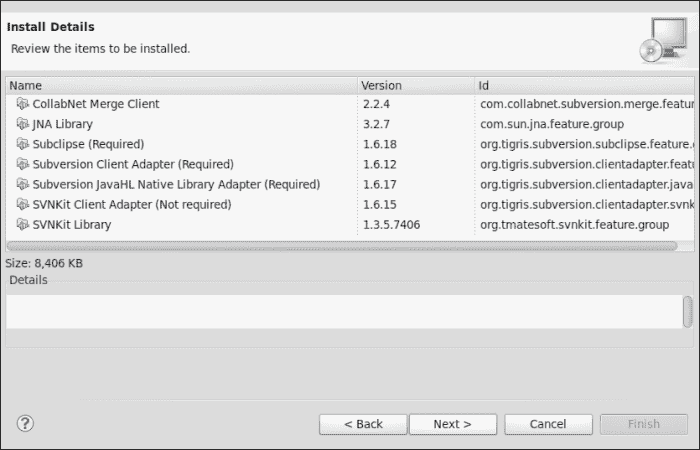 Install Details
Review the items to be installed.
Name Version Id
CollabNet Merge Client 2.2.4 com.collabnet.subversion.merge.featur
JNA Library 3.2.7 com.sun.jna.feature.group
Subclipse (Required) 1.6.18 org.tigris.subversion.subclipse.feature.
Subversion Client Adapter (Required) 1.6.12 org.tigris.subversion.clientadapter.featu
Subversion JavaHL Native Library Adapter (Required) 1.6.17 org.tigris.subversion.clientadapter.java
SVNKit Client Adapter (Not required) 1.6.15 org.tigris.subversion.clientadapter.svnk
SVNKit Library 1.3.5.7406 org.tmatesoft.svnkit.feature.group
Size: 8,406 KB
Details
? < Back Next > Cancel Finish